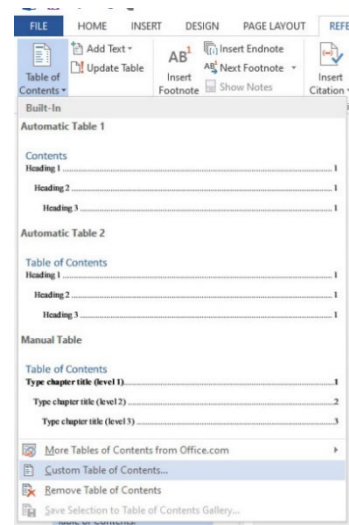 FILE HOME INSERT DESIGN PAGE LAYOUT REFE
Table of
Contents
Add Text
Update Table
AB1
Insert
Footnote
Insert Endnote
AB Next Footnote
Show Notes
Insert
Citation
Built-In
Automatic Table 1
Contents
Heading 1 1
Heading 2 1
Heading 3 1
Automatic Table 2
Table of Contents
Heading 1 1
Heading 2 1
Heading 3 1
Manual Table
Table of Contents
Type chapter title (level 1) 1
Type chapter title (level 2) 2
Type chapter title (level 3) 3
More Tables of Contents from Office.com
Custom Table of Contents...
Remove Table of Contents
Save Selection to Table of Contents Gallery...
Table of Contents.